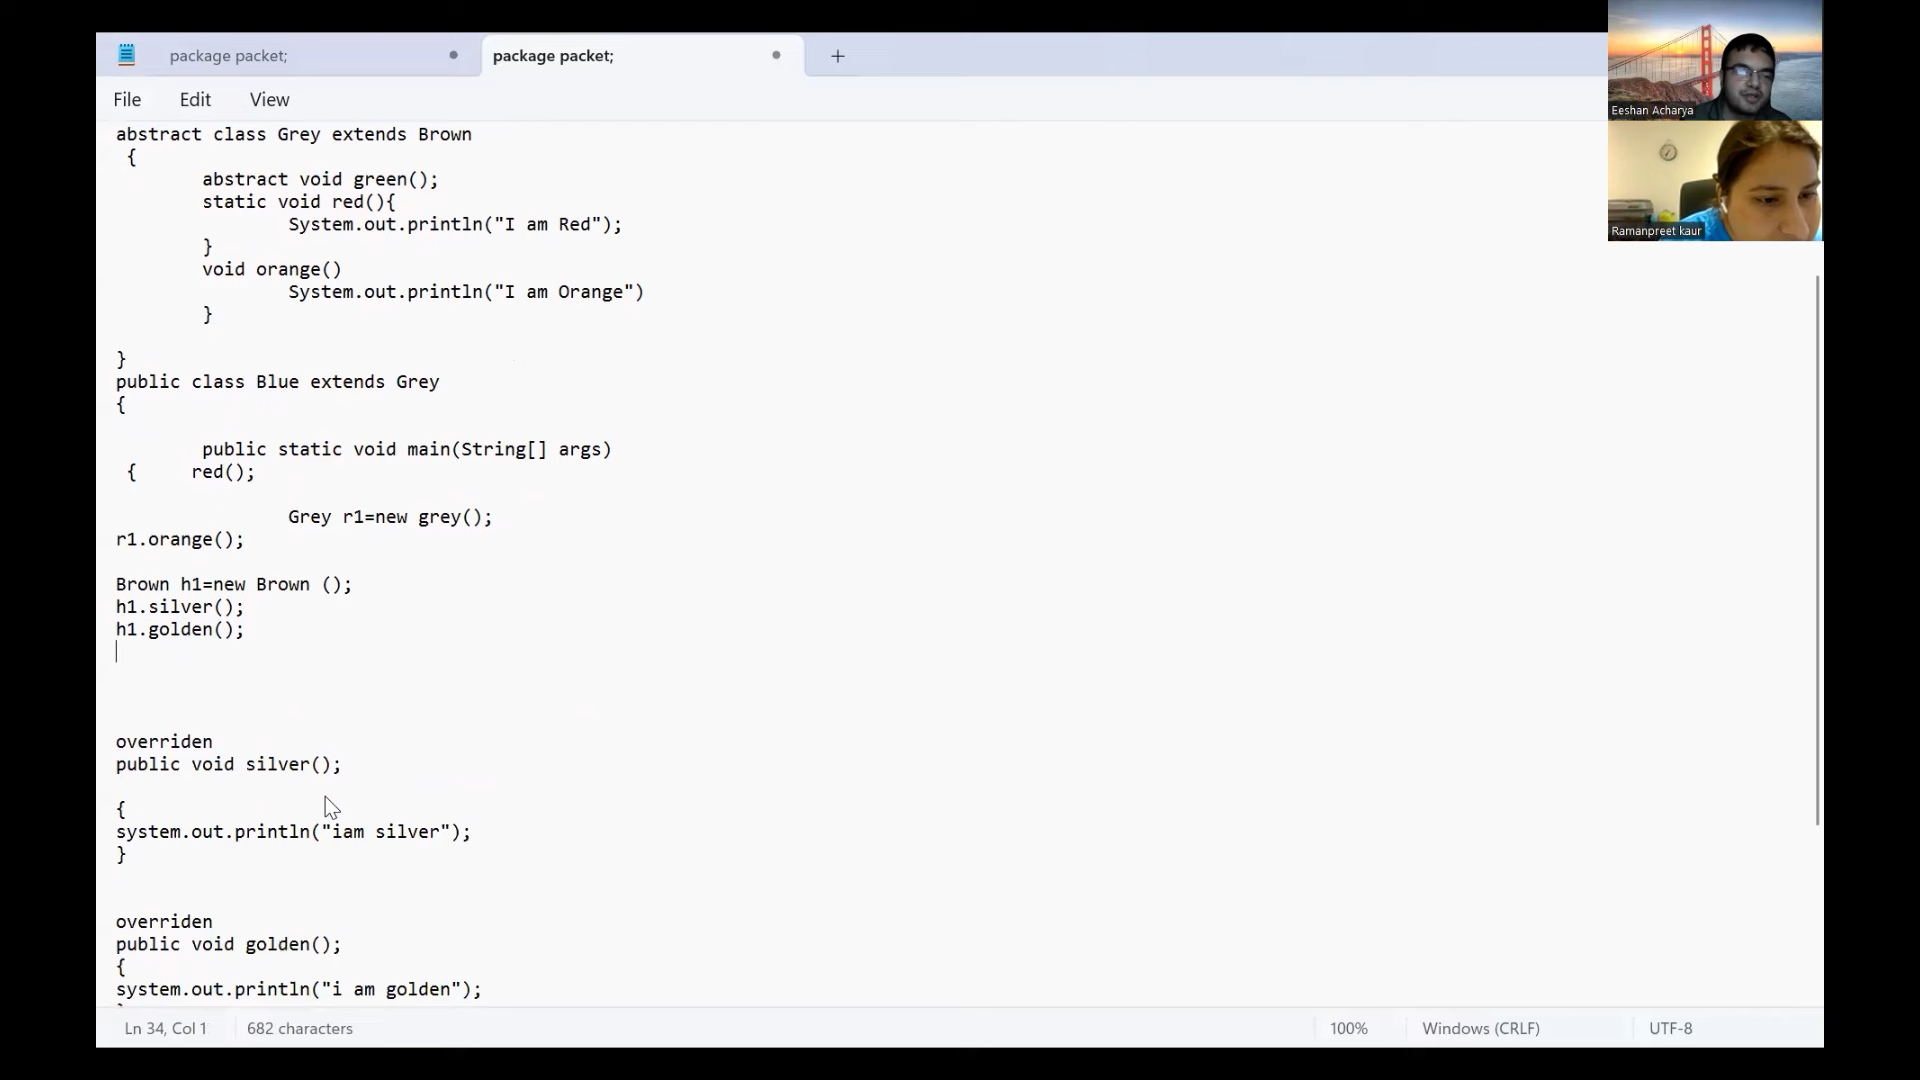 package packet;
package packet;
File Edit View
abstract class Grey extends Brown
{
abstract void green();
static void red(){
System.out.println("I am Red");
}
void orange()
System.out.println("I am Orange")
}
}
public class Blue extends Grey
{
public static void main(String[] args)
{ red();
Grey r1=new grey();
r1.orange();
Brown h1=new Brown ();
h1.silver();
h1.golden();
overriden
public void silver();
{
system.out.println("iam silver");
}
overriden
public void golden();
{
system.out.println("i am golden");
Ln 34, Col 1
682 characters
100%
Windows (CRLF)
UTF-8
Eeshan Acharya
Ramanpreet kaur